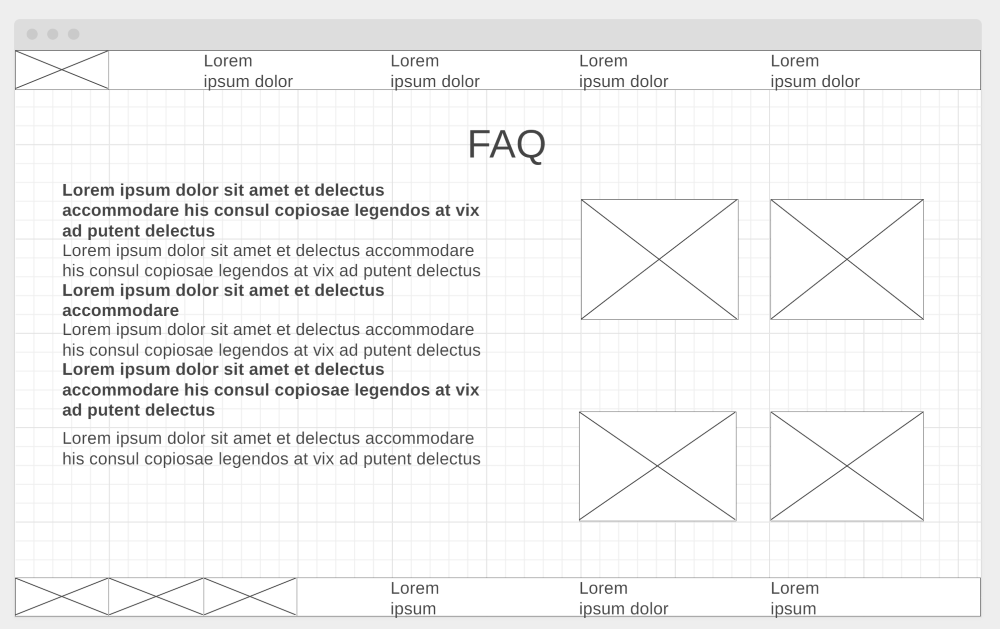 Lorem
ipsum dolor
Lorem
ipsum dolor
Lorem
ipsum dolor
Lorem
ipsum dolor
FAQ
Lorem ipsum dolor sit amet et delectus
accommodare his consul copiosae legendos at vix
ad putent delectus
Lorem ipsum dolor sit amet et delectus accommodare
his consul copiosae legendos at vix ad putent delectus
Lorem ipsum dolor sit amet et delectus
accommodare
Lorem ipsum dolor sit amet et delectus accommodare
his consul copiosae legendos at vix ad putent delectus
Lorem ipsum dolor sit amet et delectus
accommodare his consul copiosae legendos at vix
ad putent delectus
Lorem ipsum dolor sit amet et delectus accommodare
his consul copiosae legendos at vix ad putent delectus
Lorem
ipsum
Lorem
ipsum dolor
Lorem
ipsum